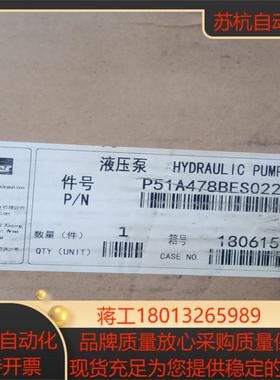 苏杭自动
液压泵 HYDRAULIC PUMP
件号 P51A478BES022
P/N
数量(件) 1 箱号 180615
QTY (UNIT) CASE NO.
自动化 蒋工18013265989
开票 品牌质量放心采购质量保
现货充足为您提供稳定的